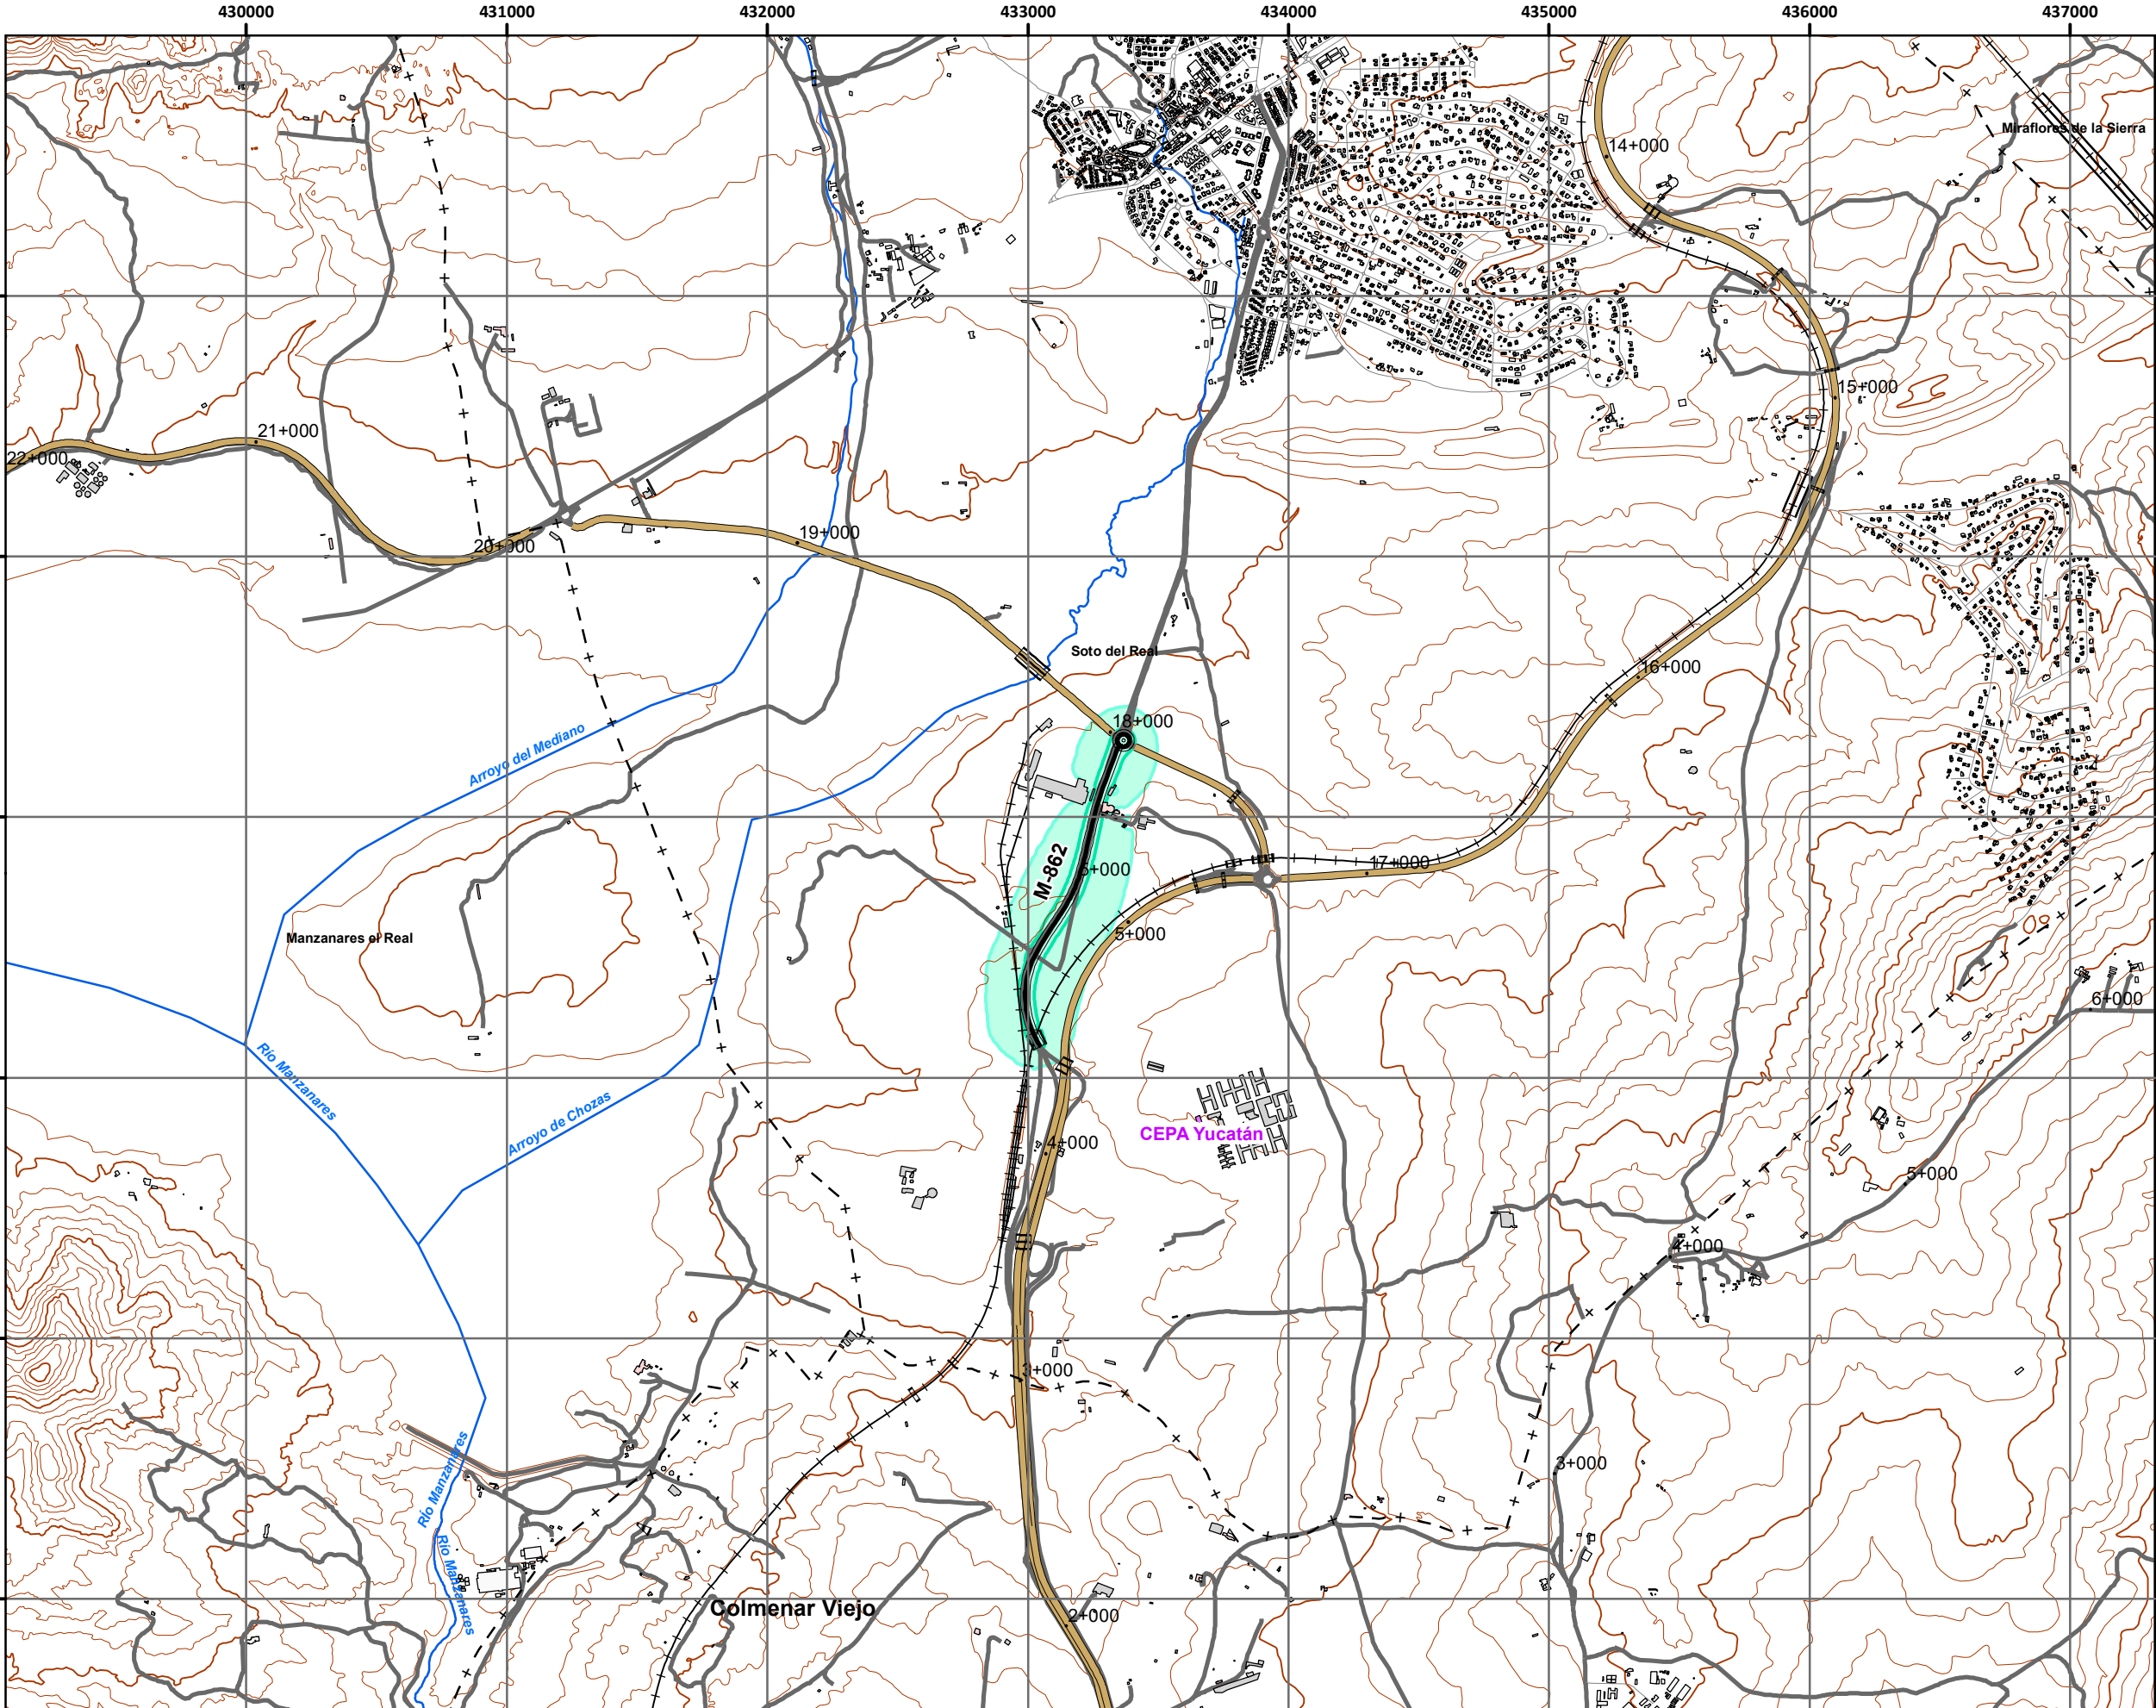 430000 431000 432000 433000 434000 435000 436000 437000
Miraflores de la Sierra
14+000
15+000
21+000
22+000
20+000
19+000
Soto del Real
16+000
18+000
Arroyo del Mediano
17+000
M-862
6+000
5+000
Manzanares el Real
6+000
Río Manzanares
Arroyo de Chozas
CEPA Yucatán
4+000
5+000
4+000
3+000
Río Manzanares
3+000
Río Manzanares
Colmenar Viejo
2+000